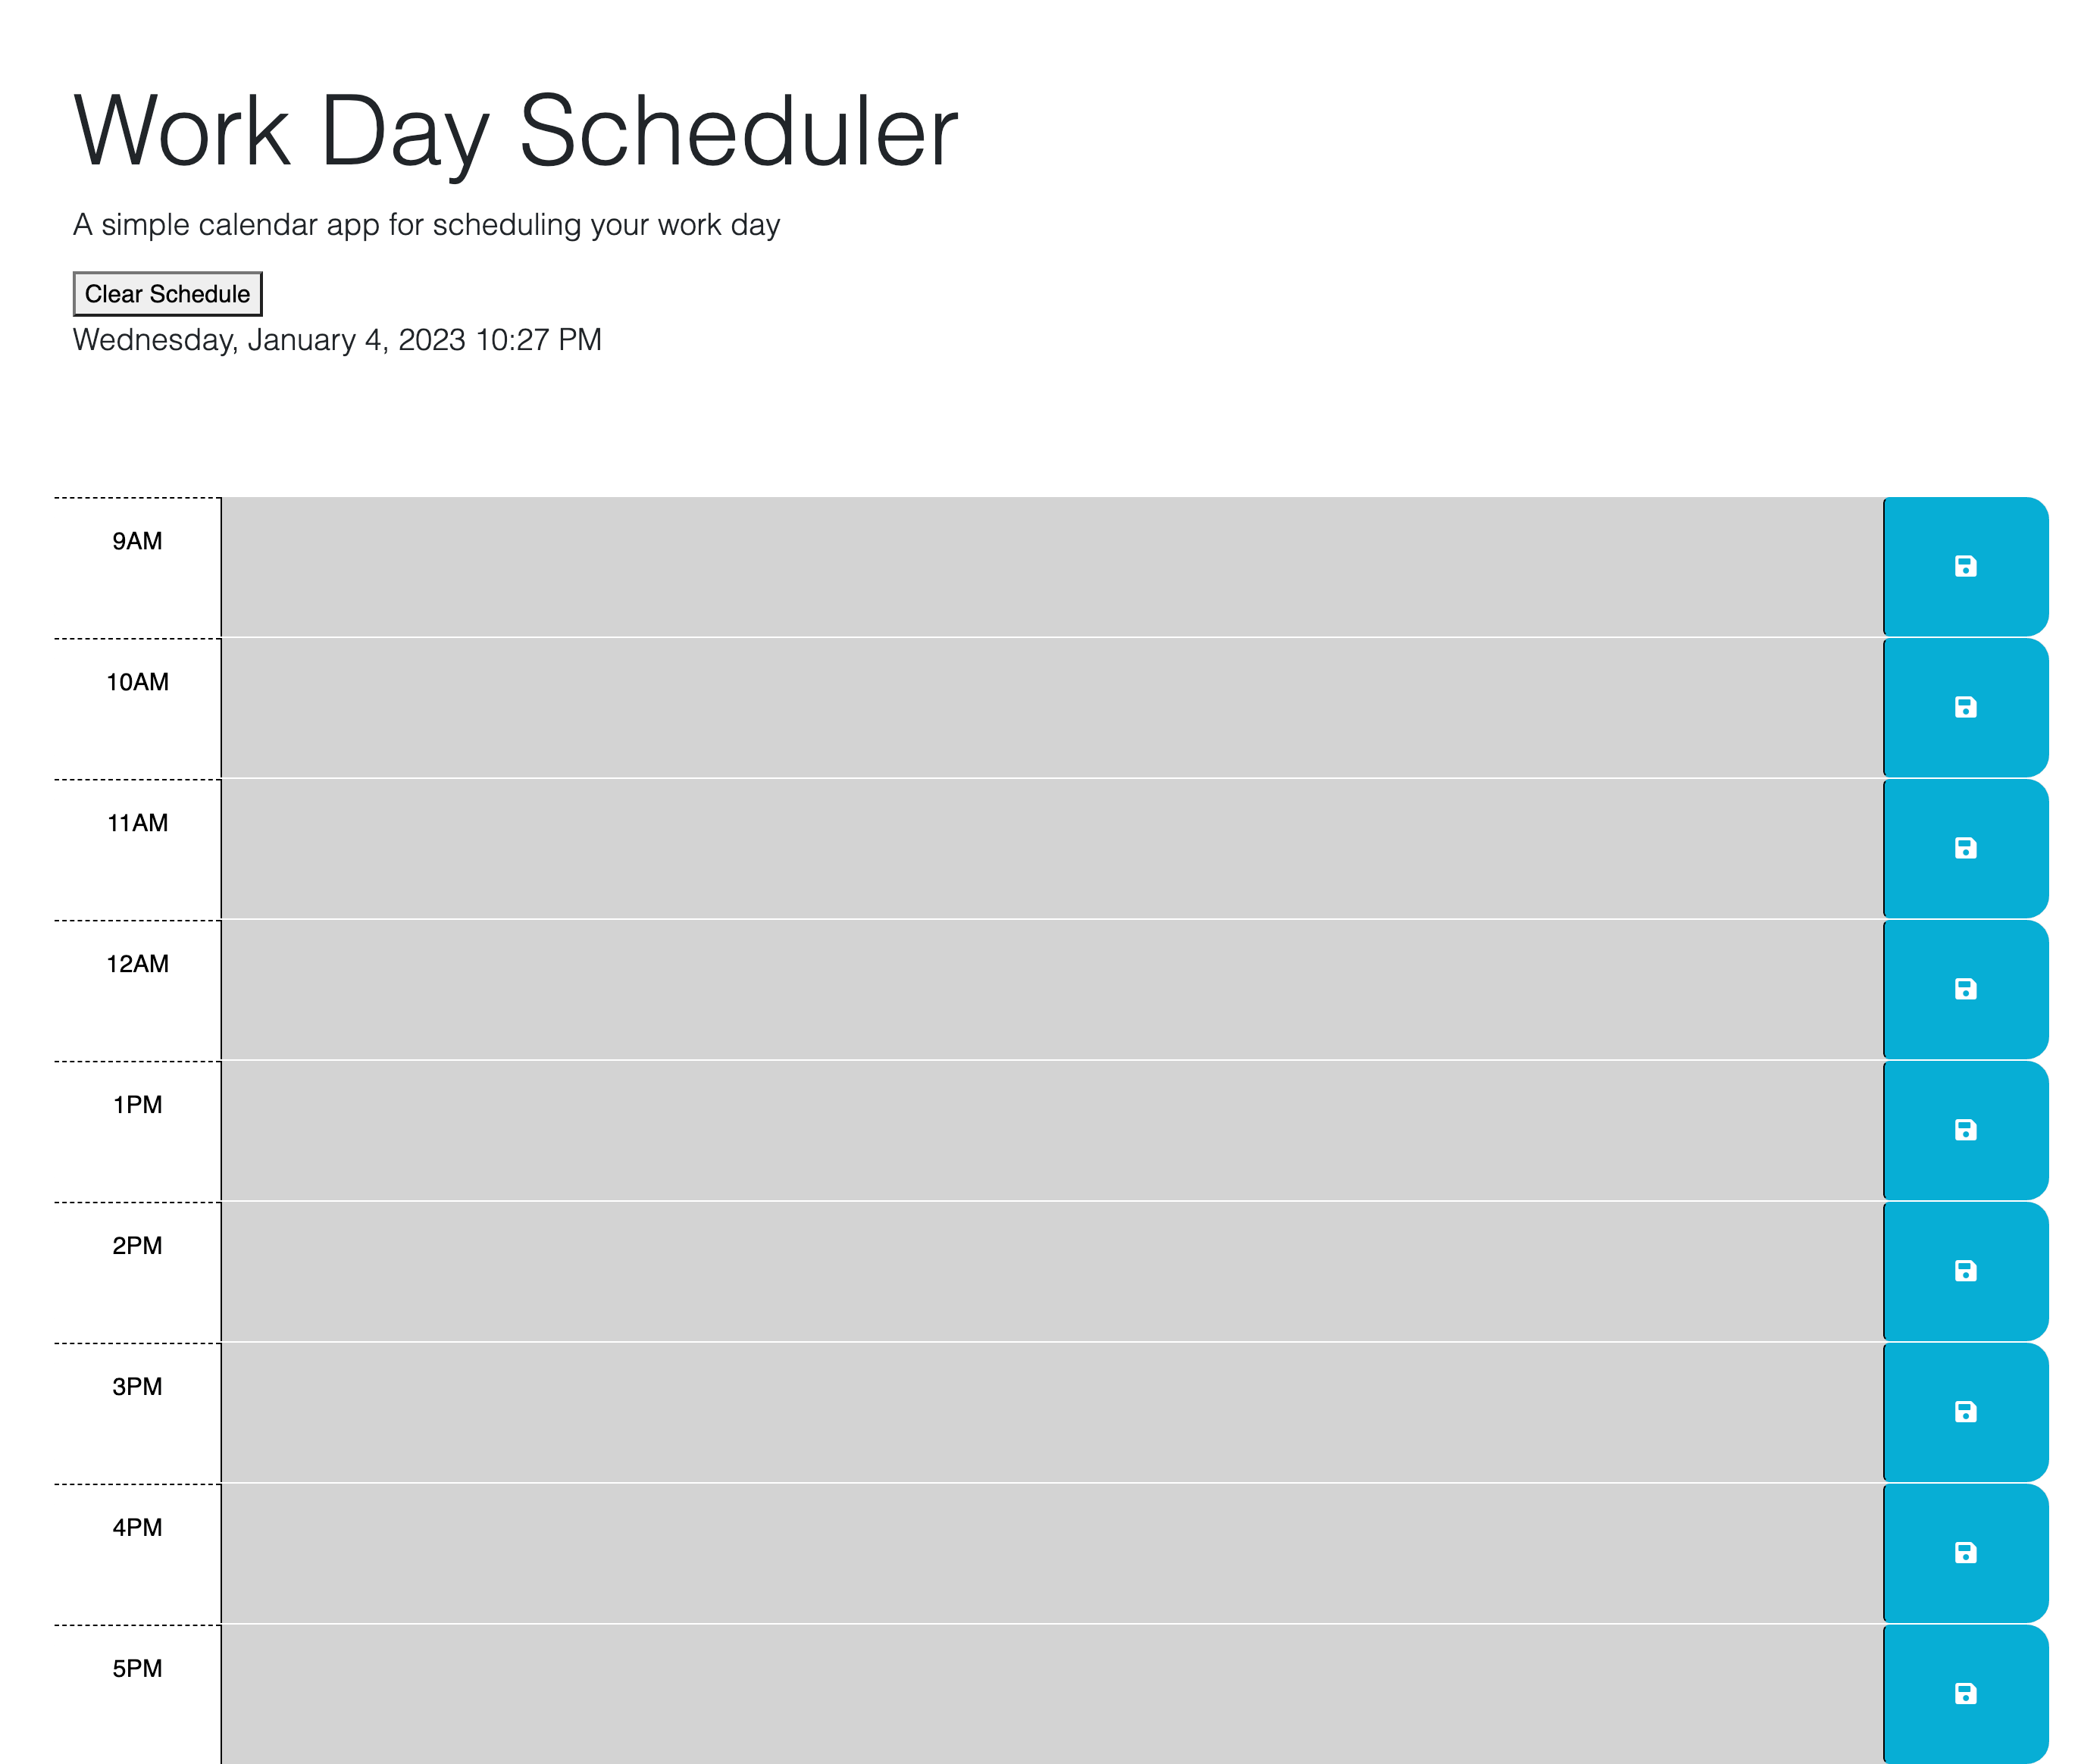 Work Day Scheduler
A simple calendar app for scheduling your work day
Clear Schedule
Wednesday, January 4, 2023 10:27 PM
9AM
10AM
11AM
12AM
1PM
2PM
3PM
4PM
5PM